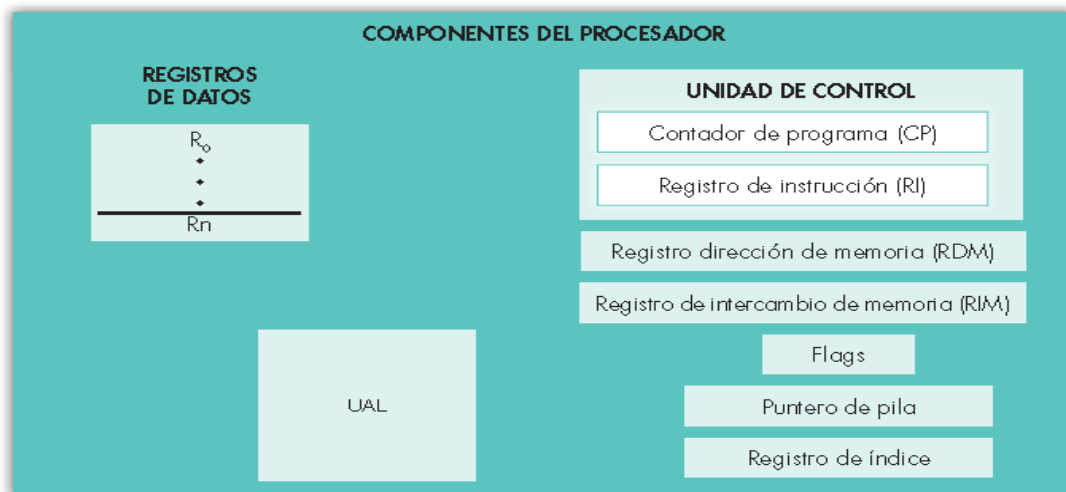 COMPONENTES DEL PROCESADOR
REGISTROS
DE DATOS
R₀
Rn
UNIDAD DE CONTROL
Contador de programa (CP)
Registro de instrucción (RI)
Registro dirección de memoria (RDM)
Registro de intercambio de memoria (RIM)
Flags
UAL
Puntero de pila
Registro de índice